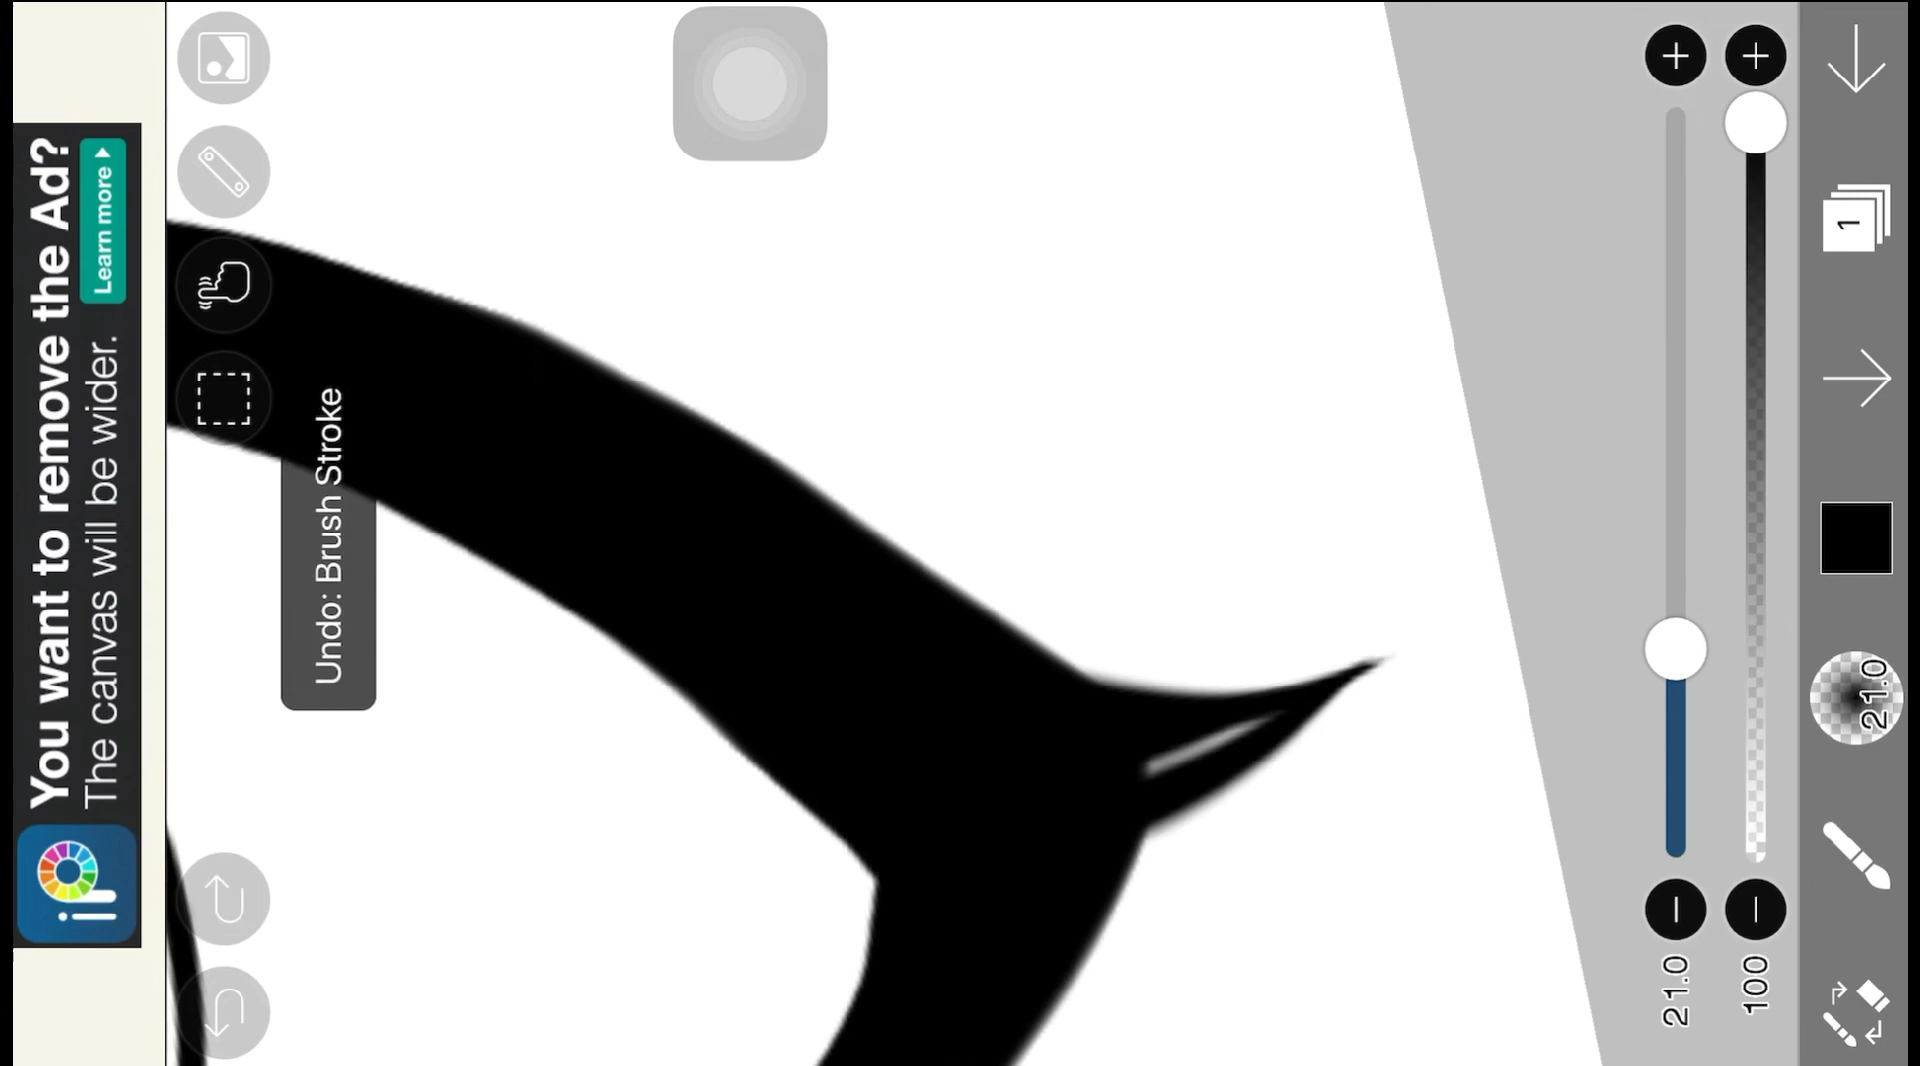 You want to remove the Ad?
The canvas will be wider.
Learn more
iP
Undo: Brush Stroke
21.0
100
21.0
1